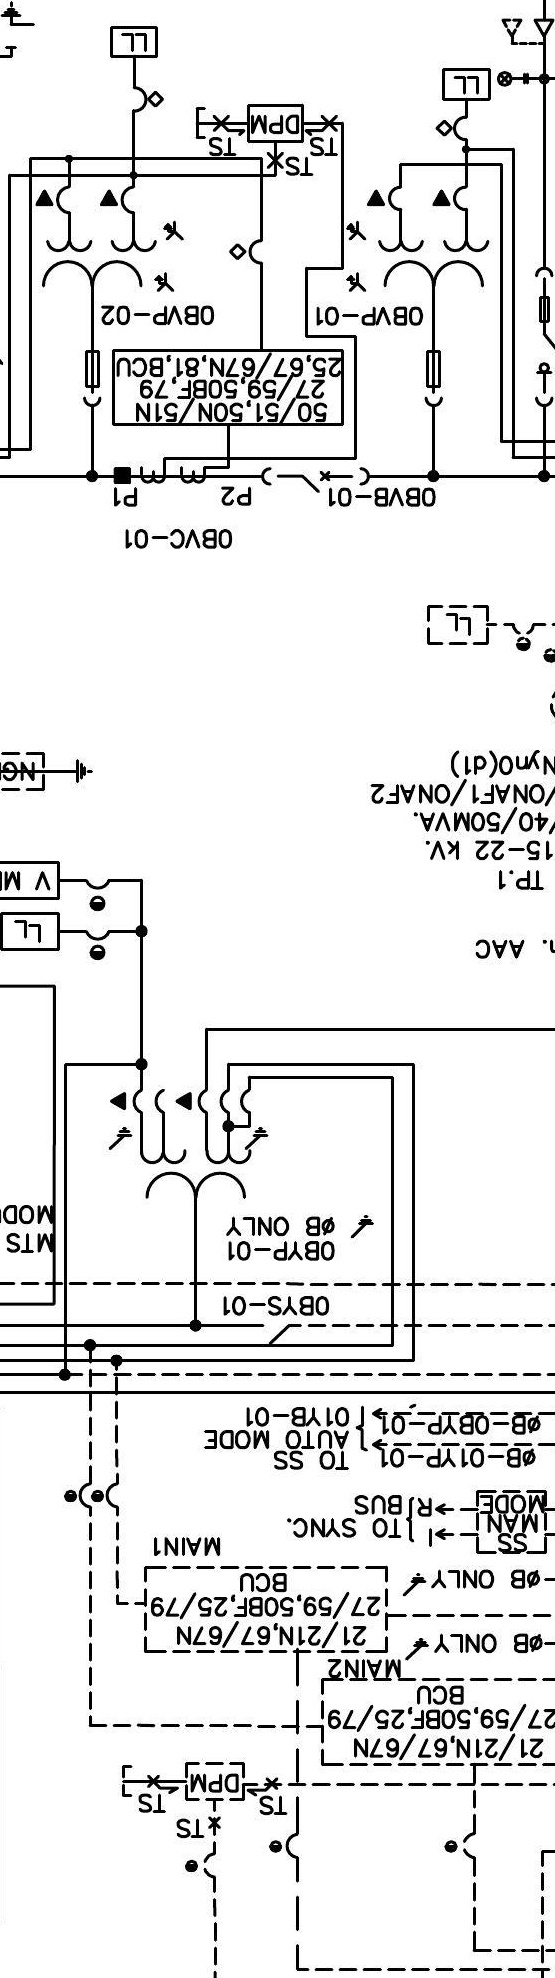 TS
TS
TS
DPM
21/21N,67/67N
27/59,50BF,25/79
BCU
MAIN2
21/21N,67/67N
27/59,50BF,25/79
BCU
MAIN1
ØB ONLY
ØB ONLY
SS
MAN
MODE
TO SYNC.
R BUS
ØB-01YP-01
ØB-0BYP-01
TO SS
AUTO MODE
01YB-01
0BYS-01
0BYP-01
ØB ONLY
MTS
MODU
LL
V M
AAC
TP.1
15-22 kV.
/40/50MVA.
/ONAF1/ONAF2
Nyn0(d1)
LL
0BVC-01
0BVB-01
P2
P1
50/51,50N/51N
27/59,50BF,79
25,67/67N,81,BCU
0BVP-01
0BVP-02
TS
TS
TS
DPM
LL
LL